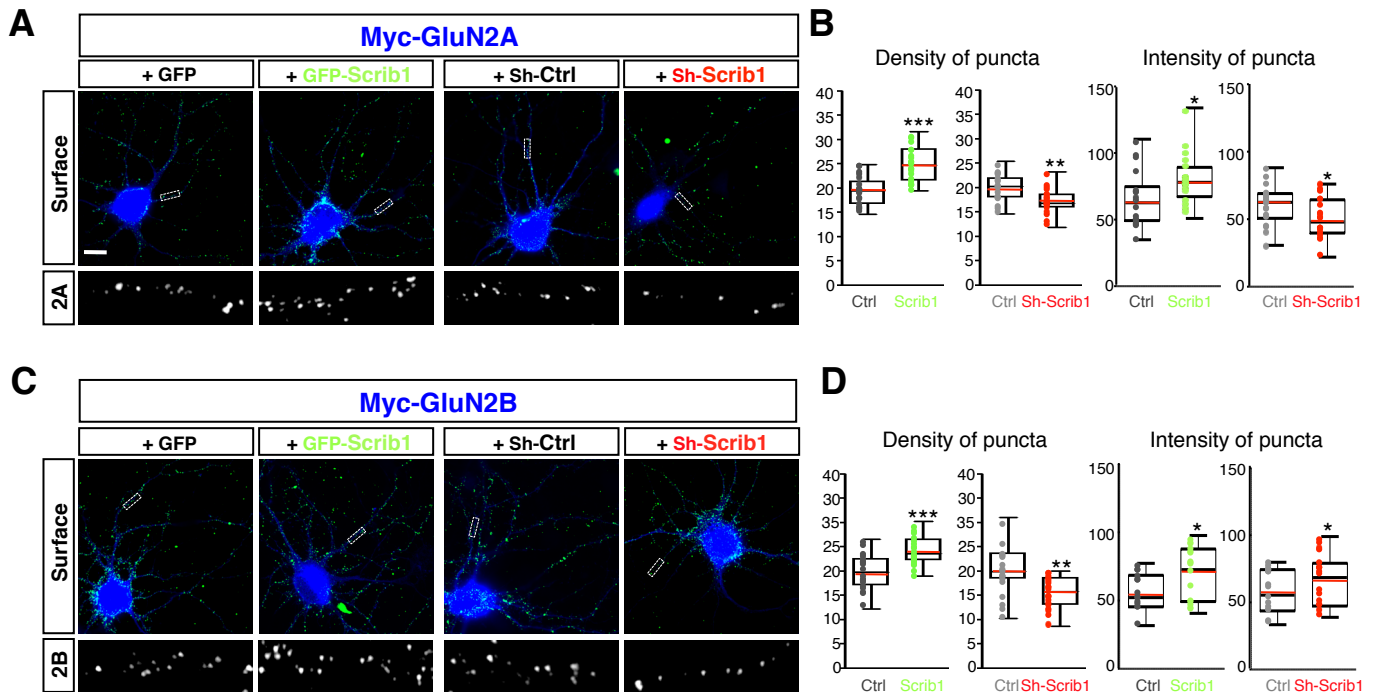 A
Myc-GluN2A
+ GFP
+ GFP-Scrib1
+ Sh-Ctrl
+ Sh-Scrib1
Surface
2A
B
Density of puncta
Intensity of puncta
40
35
30
25
20
15
10
5
0
***
Ctrl
Scrib1
40
35
30
25
20
15
10
5
0
**
Ctrl
Sh-Scrib1
150
100
50
0
*
Ctrl
Scrib1
150
100
50
0
*
Ctrl
Sh-Scrib1
C
Myc-GluN2B
+ GFP
+ GFP-Scrib1
+ Sh-Ctrl
+ Sh-Scrib1
Surface
2B
D
Density of puncta
Intensity of puncta
40
35
30
25
20
15
10
5
0
***
Ctrl
Scrib1
40
40
35
30
25
20
15
10
5
0
**
Ctrl
Sh-Scrib1
150
100
50
0
*
Ctrl
Scrib1
150
100
50
0
*
Ctrl
Sh-Scrib1